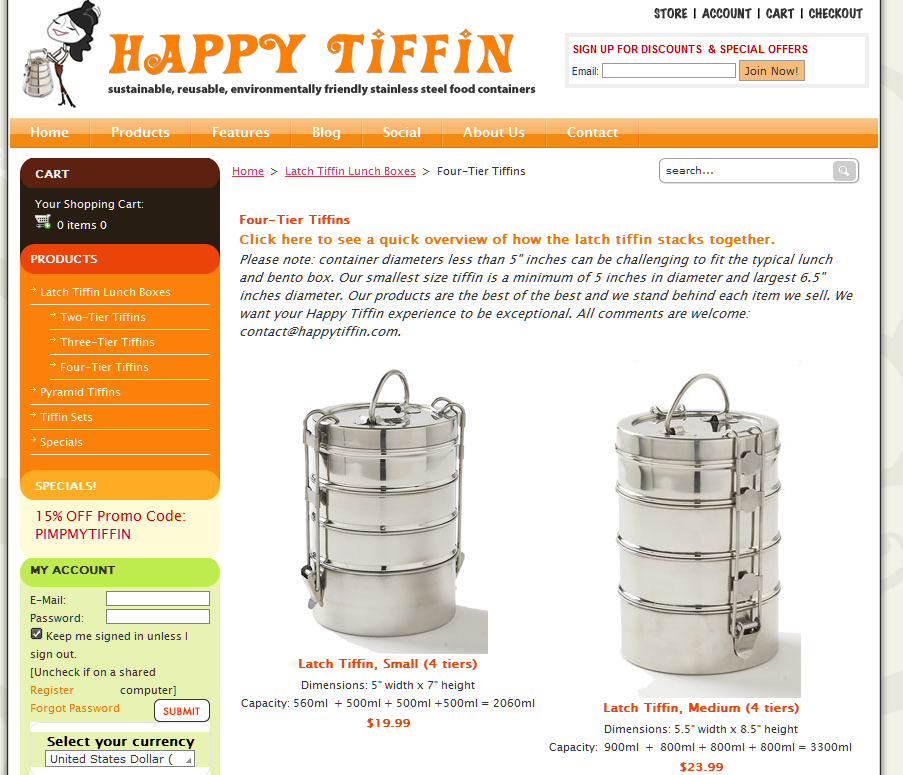 STORE | ACCOUNT | CART | CHECKOUT
HAPPY TIFFIN
sustainable, reusable, environmentally friendly stainless steel food containers
SIGN UP FOR DISCOUNTS & SPECIAL OFFERS
Email: Join Now!
Home Products Features Blog Social About Us Contact
CART
Your Shopping Cart:
0 items 0
PRODUCTS
Latch Tiffin Lunch Boxes
Two-Tier Tiffins
Three-Tier Tiffins
Four-Tier Tiffins
Pyramid Tiffins
Tiffin Sets
Specials
SPECIALS!
15% OFF Promo Code:
PIMPMYTIFFIN
MY ACCOUNT
E-Mail:
Password:
Keep me signed in unless I
sign out.
[Uncheck if on a shared
Register computer]
Forgot Password SUBMIT
Select your currency
United States Dollar (
Home > Latch Tiffin Lunch Boxes > Four-Tier Tiffins
search...
Four-Tier Tiffins
Click here to see a quick overview of how the latch tiffin stacks together.
Please note: container diameters less than 5" inches can be challenging to fit the typical lunch
and bento box. Our smallest size tiffin is a minimum of 5 inches in diameter and largest 6.5"
inches diameter. Our products are the best of the best and we stand behind each item we sell. We
want your Happy Tiffin experience to be exceptional. All comments are welcome:
contact@happytiffin.com.
Latch Tiffin, Small (4 tiers)
Dimensions: 5" width x 7" height
Capacity: 560ml + 500ml + 500ml +500ml = 2060ml
$19.99
Latch Tiffin, Medium (4 tiers)
Dimensions: 5.5" width x 8.5" height
Capacity: 900ml + 800ml + 800ml + 800ml = 3300ml
$23.99